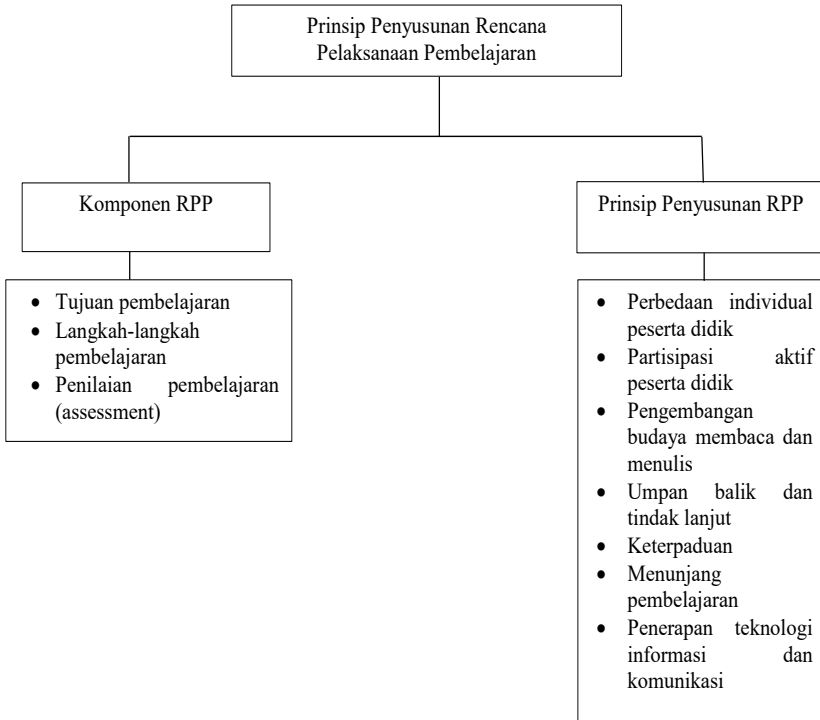 Prinsip Penyusunan Rencana
Pelaksanaan Pembelajaran
Komponen RPP
• Tujuan pembelajaran
• Langkah-langkah
pembelajaran
• Penilaian pembelajaran
(assessment)
Prinsip Penyusunan RPP
• Perbedaan individual
peserta didik
• Partisipasi aktif
peserta didik
• Pengembangan
budaya membaca dan
menulis
• Umpan balik dan
tindak lanjut
• Keterpaduan
• Menunjang
pembelajaran
• Penerapan teknologi
informasi dan
komunikasi